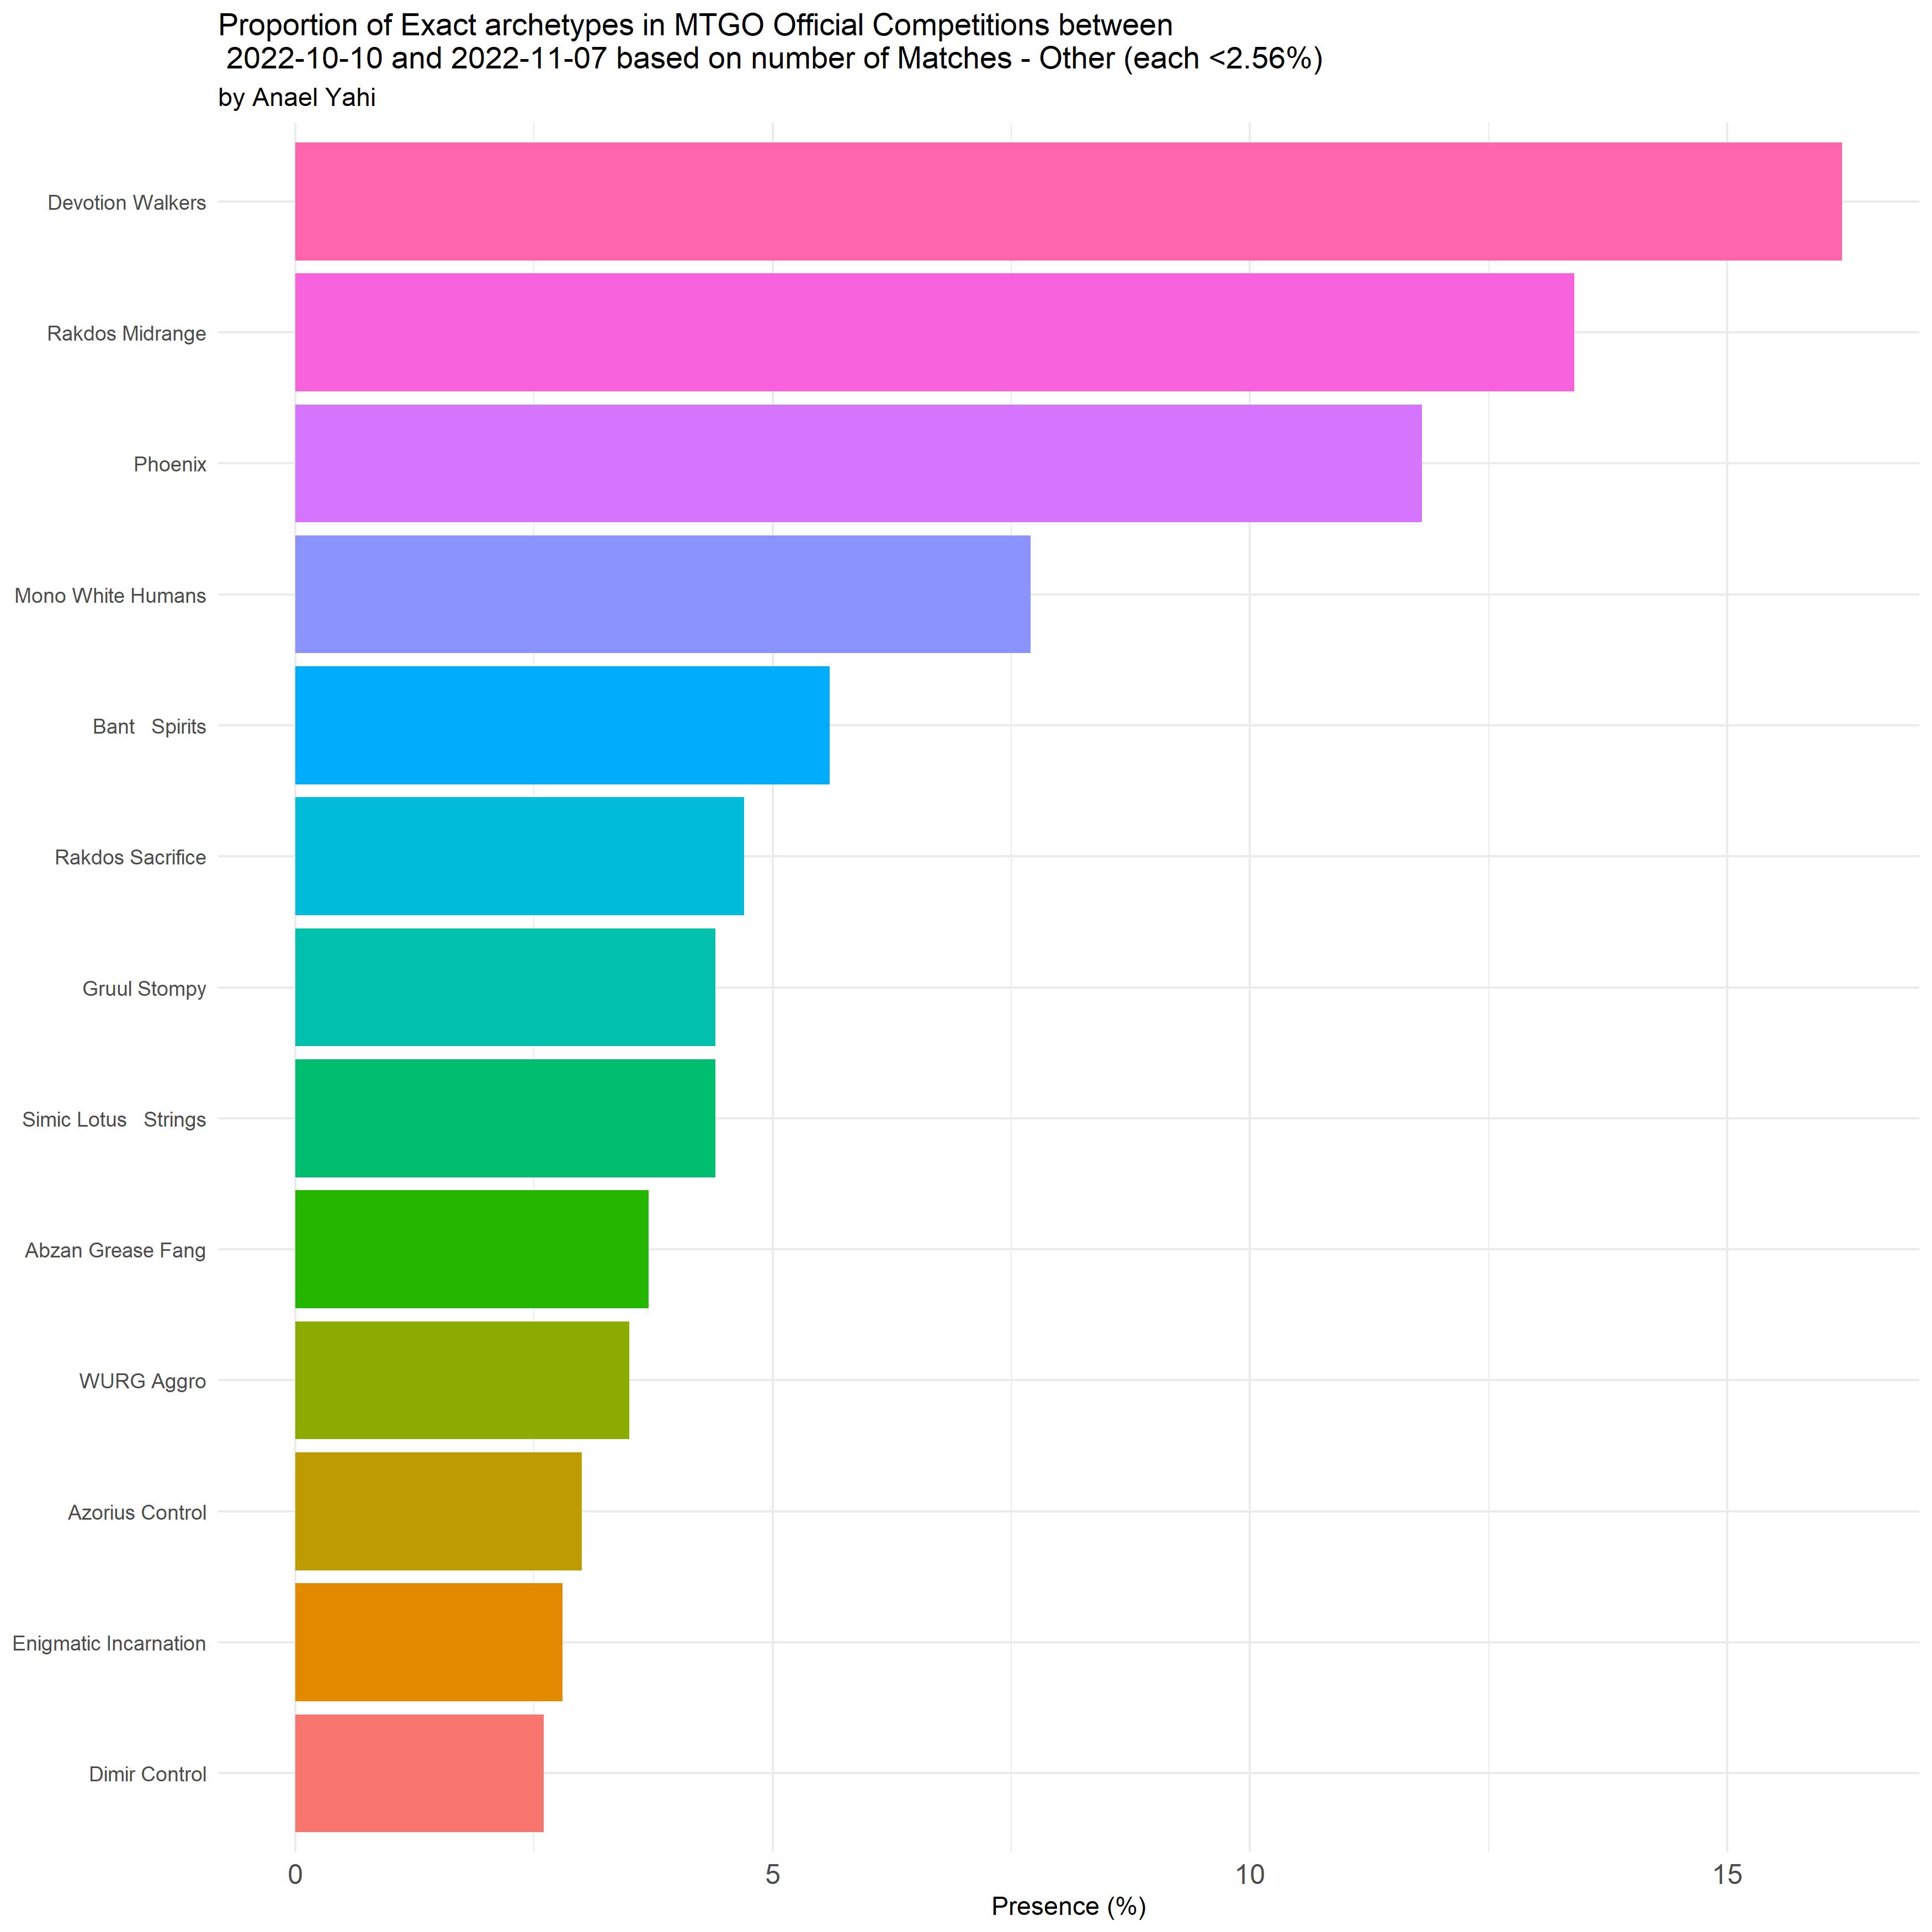 Proportion of Exact archetypes in MTGO Official Competitions between
2022-10-10 and 2022-11-07 based on number of Matches - Other (each <2.56%)
by Anael Yahi
Devotion Walkers
Rakdos Midrange
Phoenix
Mono White Humans
Bant   Spirits
Rakdos Sacrifice
Gruul Stompy
Simic Lotus   Strings
Abzan Grease Fang
WURG Aggro
Azorius Control
Enigmatic Incarnation
Dimir Control
0 5 10 15
Presence (%)